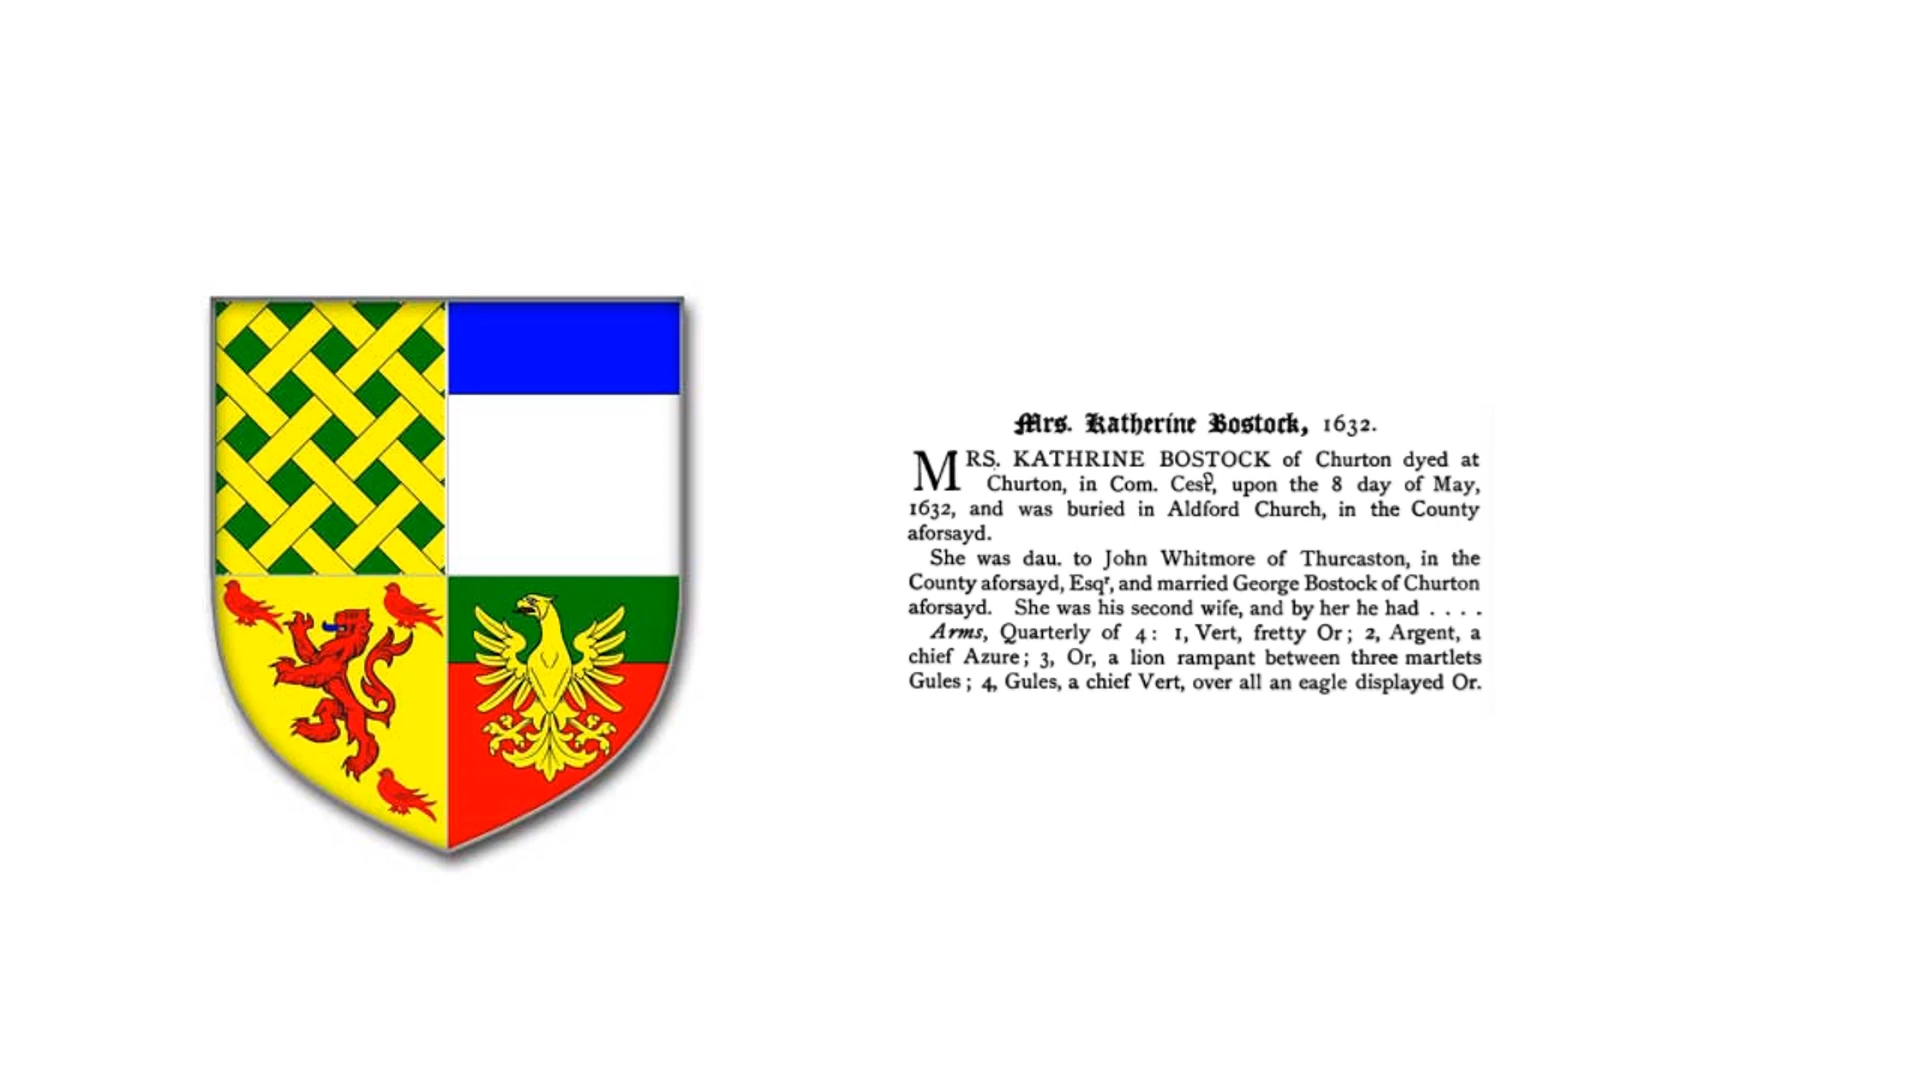 Mrs. Katherine Bostock, 1632.
MRS. KATHRINE BOSTOCK of Churton dyed at
Churton, in Com. Cesꝑ, upon the 8 day of May,
1632, and was buried in Aldford Church, in the County
aforsayd.
She was dau. to John Whitmore of Thurcaston, in the
County aforsayd, Esqʳ, and married George Bostock of Churton
aforsayd. She was his second wife, and by her he had . . . .
Arms, Quarterly of 4: 1, Vert, fretty Or; 2, Argent, a
chief Azure; 3, Or, a lion rampant between three martlets
Gules; 4, Gules, a chief Vert, over all an eagle displayed Or.